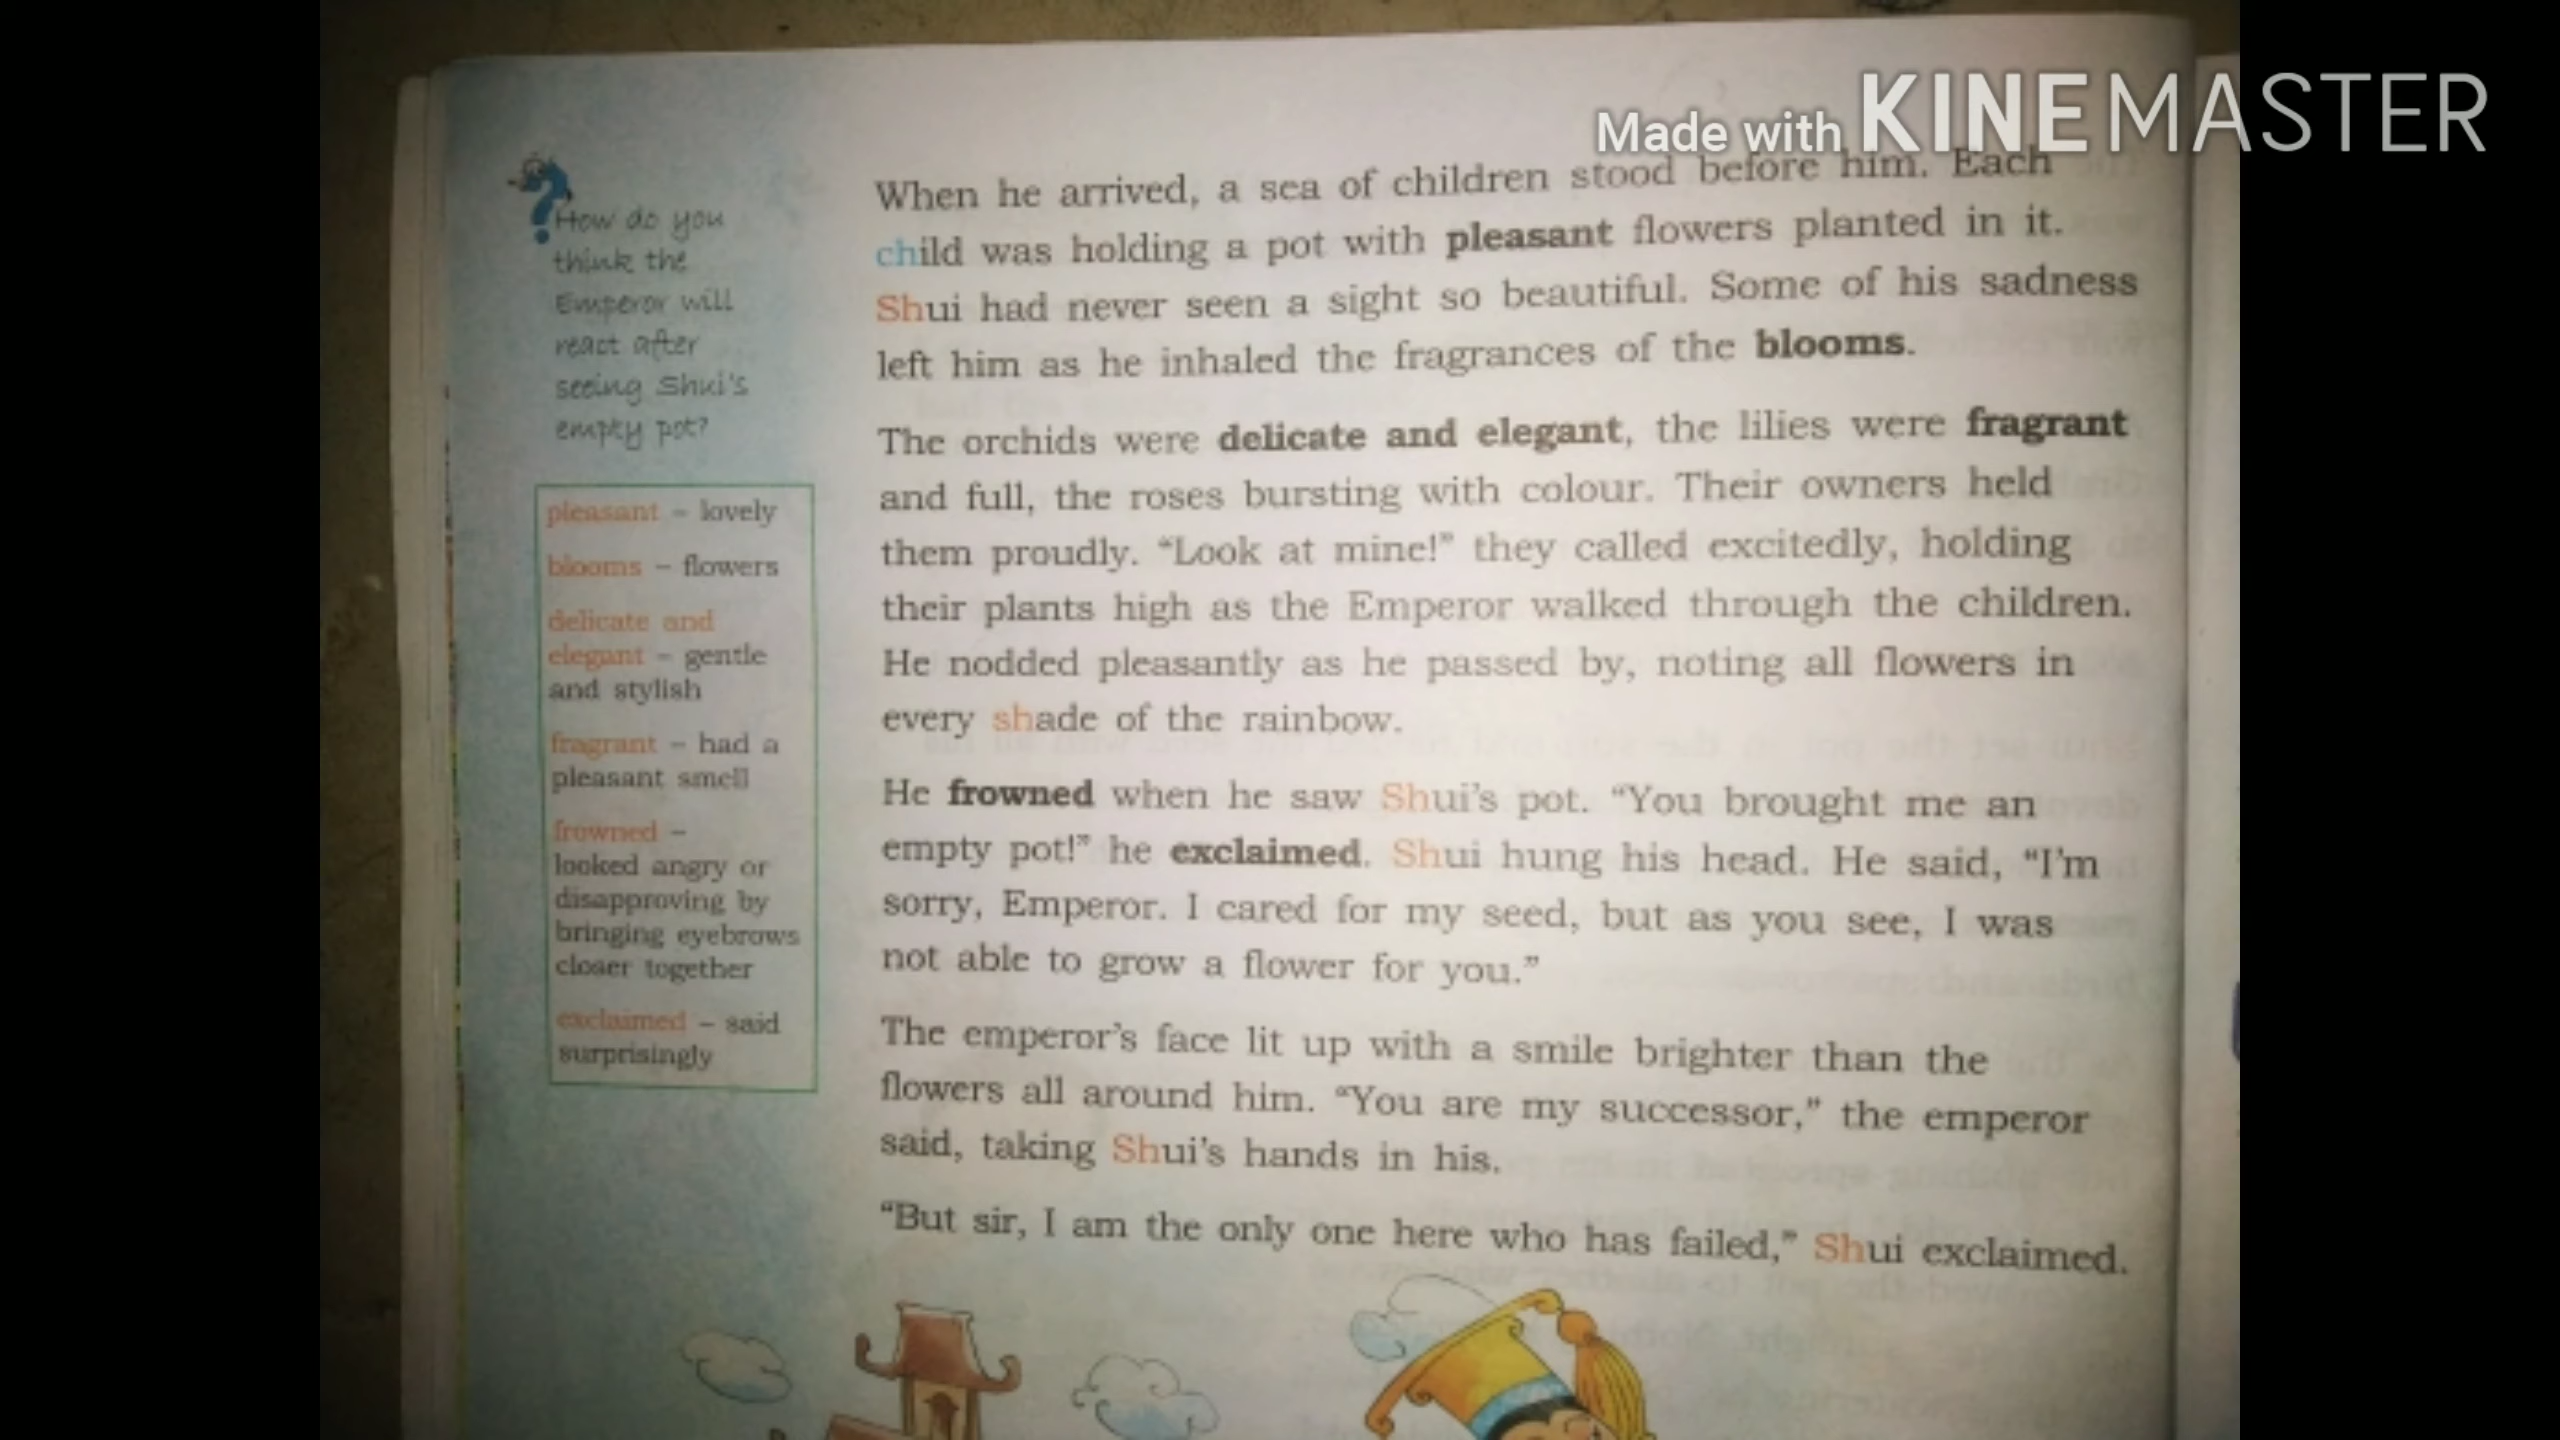 Made with KINEMASTER
How do you
think the
Emperor will
react after
seeing Shui's
empty pot?
pleasant – lovely
blooms – flowers
delicate and
elegant – gentle
and stylish
fragrant – had a
pleasant smell
frowned –
looked angry or
disapproving by
bringing eyebrows
closer together
exclaimed – said
surprisingly
When he arrived, a sea of children stood before him. Each
child was holding a pot with pleasant flowers planted in it.
Shui had never seen a sight so beautiful. Some of his sadness
left him as he inhaled the fragrances of the blooms.
The orchids were delicate and elegant, the lilies were fragrant
and full, the roses bursting with colour. Their owners held
them proudly. “Look at mine!” they called excitedly, holding
their plants high as the Emperor walked through the children.
He nodded pleasantly as he passed by, noting all flowers in
every shade of the rainbow.
He frowned when he saw Shui’s pot. “You brought me an
empty pot!” he exclaimed. Shui hung his head. He said, “I’m
sorry, Emperor. I cared for my seed, but as you see, I was
not able to grow a flower for you.”
The emperor’s face lit up with a smile brighter than the
flowers all around him. “You are my successor,” the emperor
said, taking Shui’s hands in his.
“But sir, I am the only one here who has failed,” Shui exclaimed.